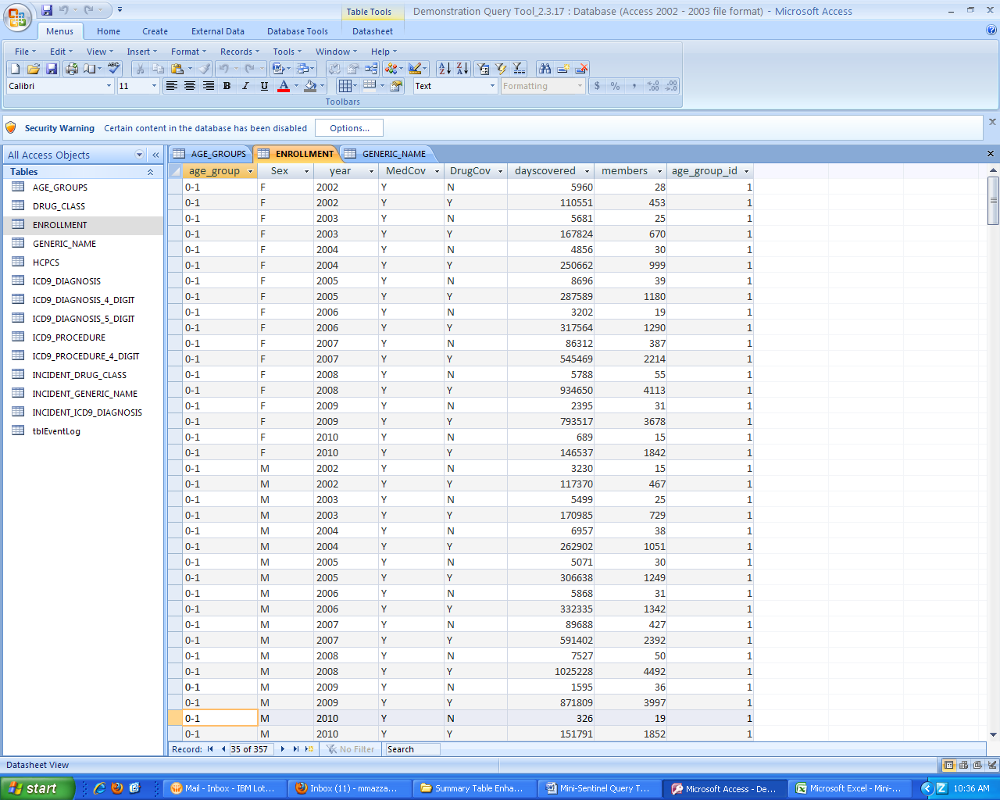 Table Tools Demonstration Query Tool_2.3.17 : Database (Access 2002 - 2003 file format) - Microsoft Access
Menus Home Create External Data Database Tools Datasheet
File Edit View Insert Format Records Tools Window Help
Calibri 11 B I U A Text Formatting $ %
Toolbars
Security Warning Certain content in the database has been disabled Options...
All Access Objects «
Tables
AGE_GROUPS
DRUG_CLASS
ENROLLMENT
GENERIC_NAME
HCPCS
ICD9_DIAGNOSIS
ICD9_DIAGNOSIS_4_DIGIT
ICD9_DIAGNOSIS_5_DIGIT
ICD9_PROCEDURE
ICD9_PROCEDURE_4_DIGIT
INCIDENT_DRUG_CLASS
INCIDENT_GENERIC_NAME
INCIDENT_ICD9_DIAGNOSIS
tblEventLog
AGE_GROUPS ENROLLMENT GENERIC_NAME
age_group Sex year MedCov DrugCov dayscovered members age_group_id
0-1 F 2002 Y N 5960 28 1
0-1 F 2002 Y Y 110551 453 1
0-1 F 2003 Y N 5681 25 1
0-1 F 2003 Y Y 167824 670 1
0-1 F 2004 Y N 4856 30 1
0-1 F 2004 Y Y 250662 999 1
0-1 F 2005 Y N 8696 39 1
0-1 F 2005 Y Y 287589 1180 1
0-1 F 2006 Y N 3202 19 1
0-1 F 2006 Y Y 317564 1290 1
0-1 F 2007 Y N 86312 387 1
0-1 F 2007 Y Y 545469 2214 1
0-1 F 2008 Y N 5788 55 1
0-1 F 2008 Y Y 934650 4113 1
0-1 F 2009 Y N 2395 31 1
0-1 F 2009 Y Y 793517 3678 1
0-1 F 2010 Y N 689 15 1
0-1 F 2010 Y Y 146537 1842 1
0-1 M 2002 Y N 3230 15 1
0-1 M 2002 Y Y 117370 467 1
0-1 M 2003 Y N 5499 25 1
0-1 M 2003 Y Y 170985 729 1
0-1 M 2004 Y N 6957 38 1
0-1 M 2004 Y Y 262902 1051 1
0-1 M 2005 Y N 5071 30 1
0-1 M 2005 Y Y 306638 1249 1
0-1 M 2006 Y N 5868 31 1
0-1 M 2006 Y Y 332335 1342 1
0-1 M 2007 Y N 89688 427 1
0-1 M 2007 Y Y 591402 2392 1
0-1 M 2008 Y N 7527 50 1
0-1 M 2008 Y Y 1025228 4492 1
0-1 M 2009 Y N 1595 36 1
0-1 M 2009 Y Y 871809 3997 1
0-1 M 2010 Y N 326 19 1
0-1 M 2010 Y Y 151791 1852 1
Record: 35 of 357 No Filter Search
Datasheet View
start Mail - Inbox - IBM Lot... Inbox (11) - mmazza... Summary Table Enha... Mini-Sentinel Query T... Microsoft Access - De... Microsoft Excel - Mini-... 10:36 AM